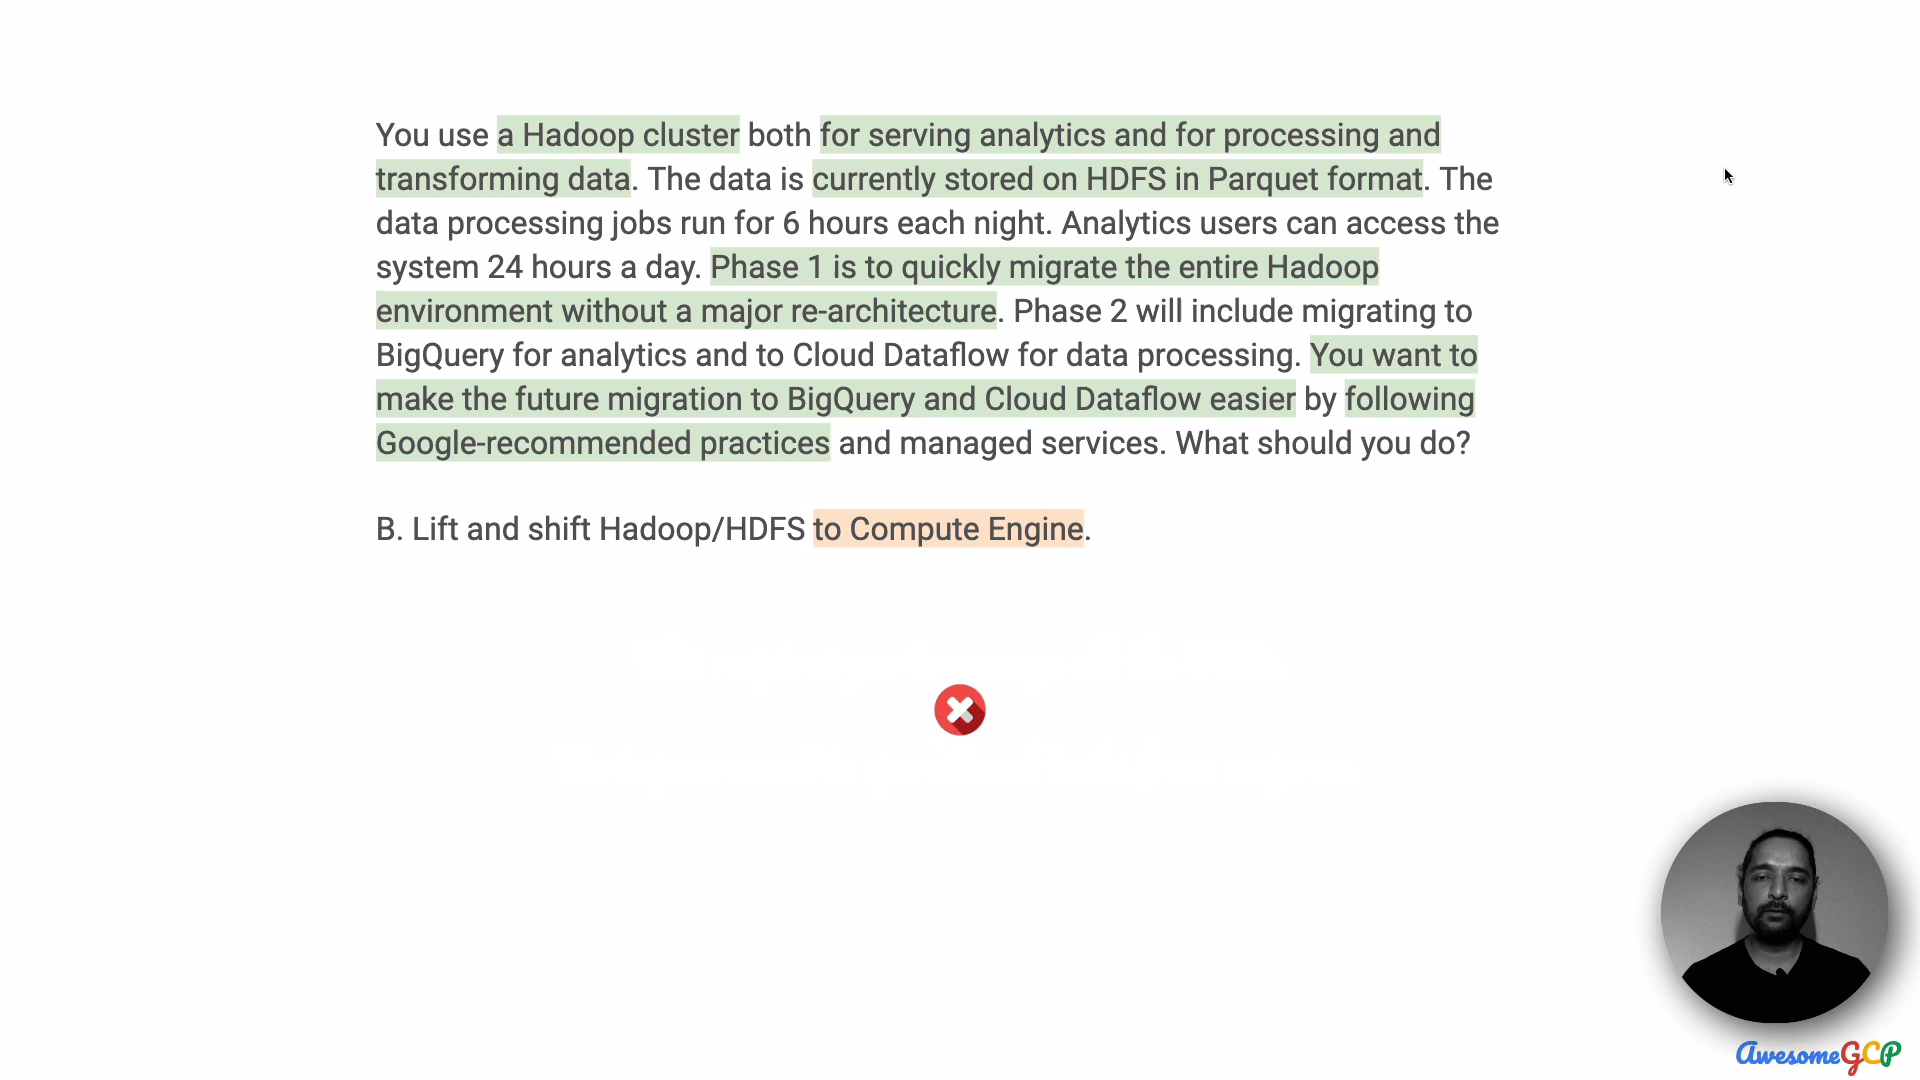 You use a Hadoop cluster both for serving analytics and for processing and
transforming data. The data is currently stored on HDFS in Parquet format. The
data processing jobs run for 6 hours each night. Analytics users can access the
system 24 hours a day. Phase 1 is to quickly migrate the entire Hadoop
environment without a major re-architecture. Phase 2 will include migrating to
BigQuery for analytics and to Cloud Dataflow for data processing. You want to
make the future migration to BigQuery and Cloud Dataflow easier by following
Google-recommended practices and managed services. What should you do?
B. Lift and shift Hadoop/HDFS to Compute Engine.
AwesomeGCP